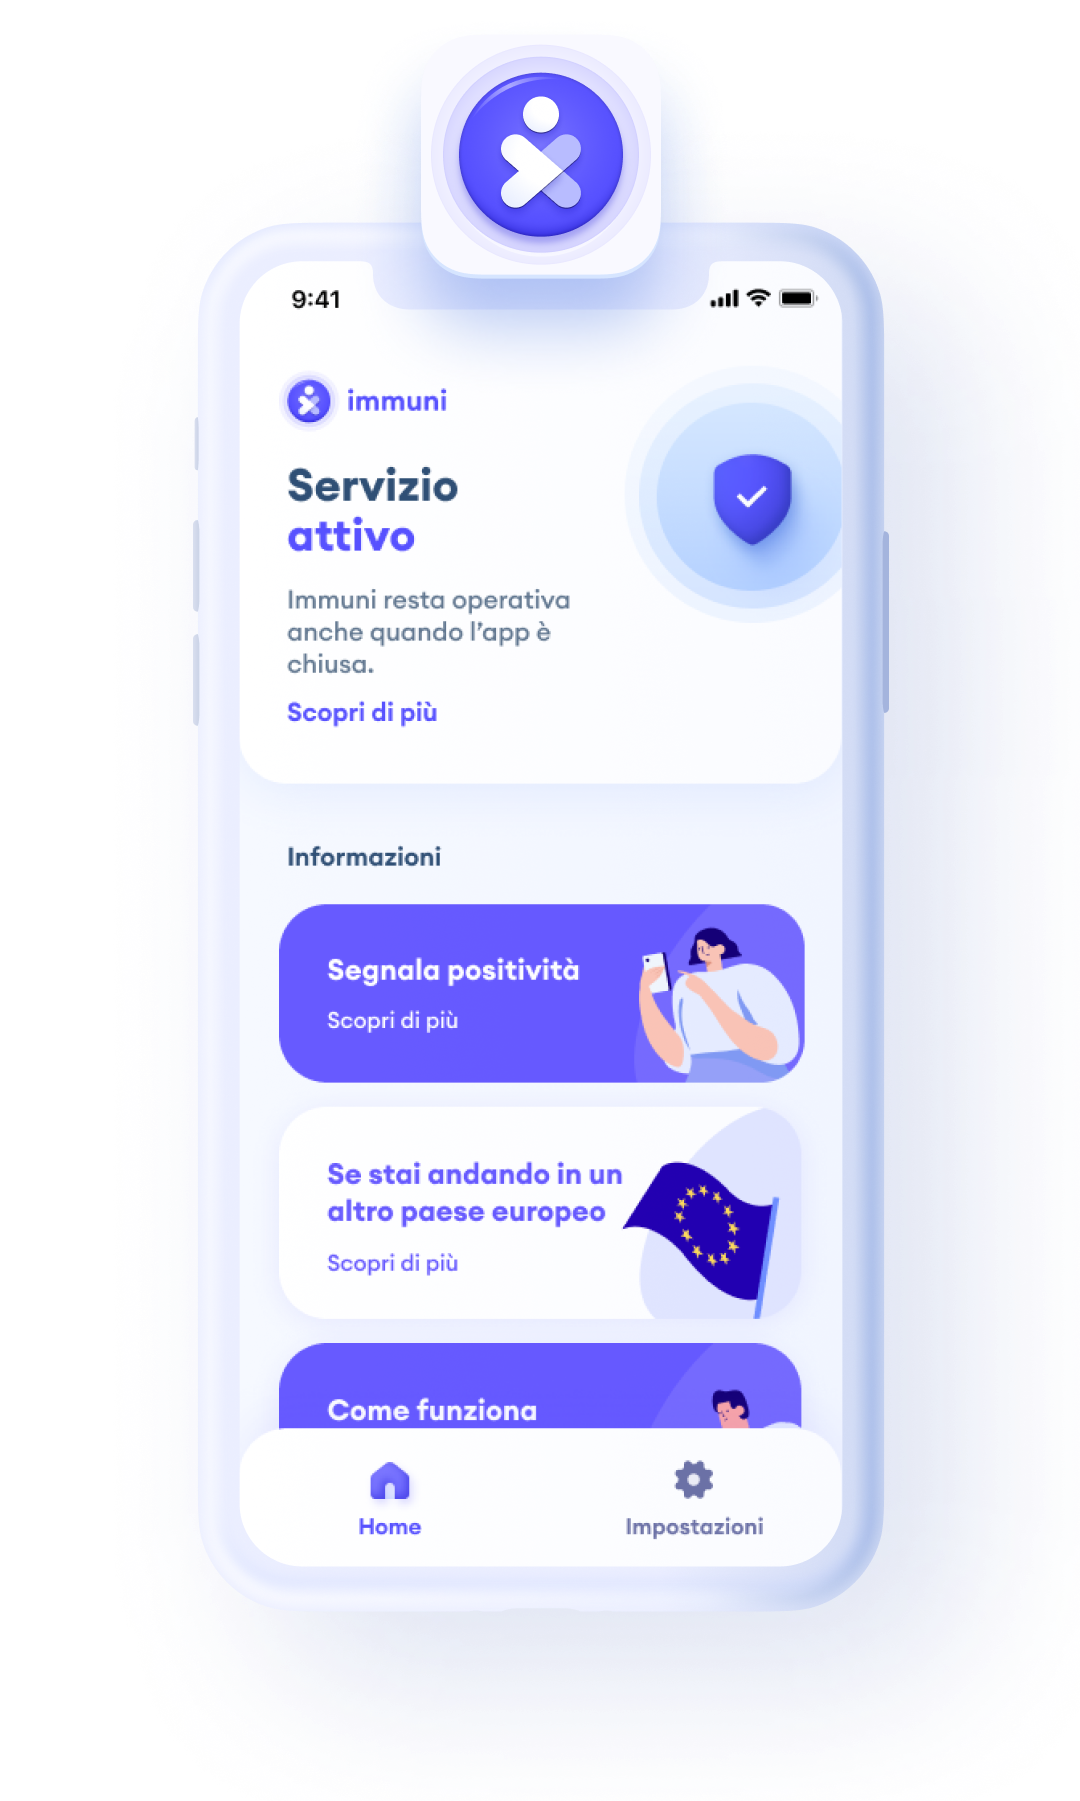 9:41
immuni
Servizio
attivo
Immuni resta operativa
anche quando l’app è
chiusa.
Scopri di più
Informazioni
Segnala positività
Scopri di più
Se stai andando in un
altro paese europeo
Scopri di più
Come funziona
Home
Impostazioni